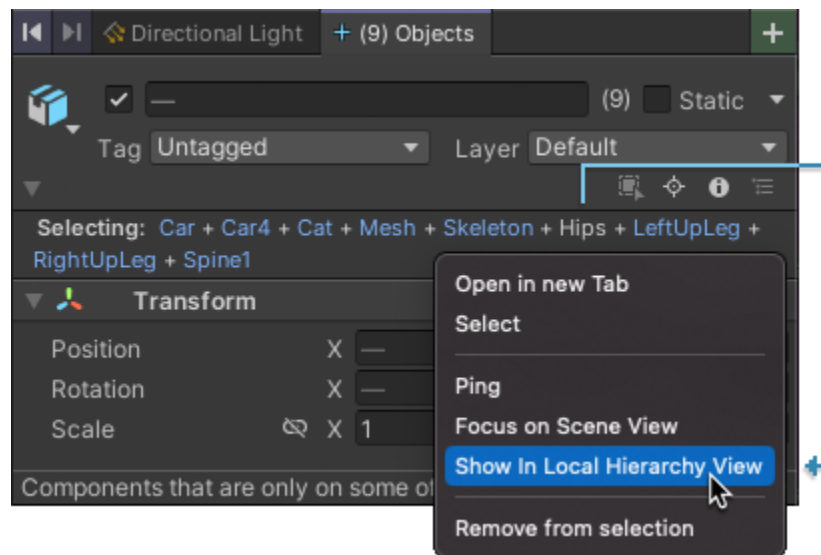 Directional Light
(9) Objects
+
—
(9)
Static
Tag
Untagged
Layer
Default
Selecting: Car + Car4 + Cat + Mesh + Skeleton + Hips + LeftUpLeg +
RightUpLeg + Spine1
Transform
Position X —
Rotation X —
Scale X 1
Components that are only on some of
Open in new Tab
Select
Ping
Focus on Scene View
Show In Local Hierarchy View
Remove from selection